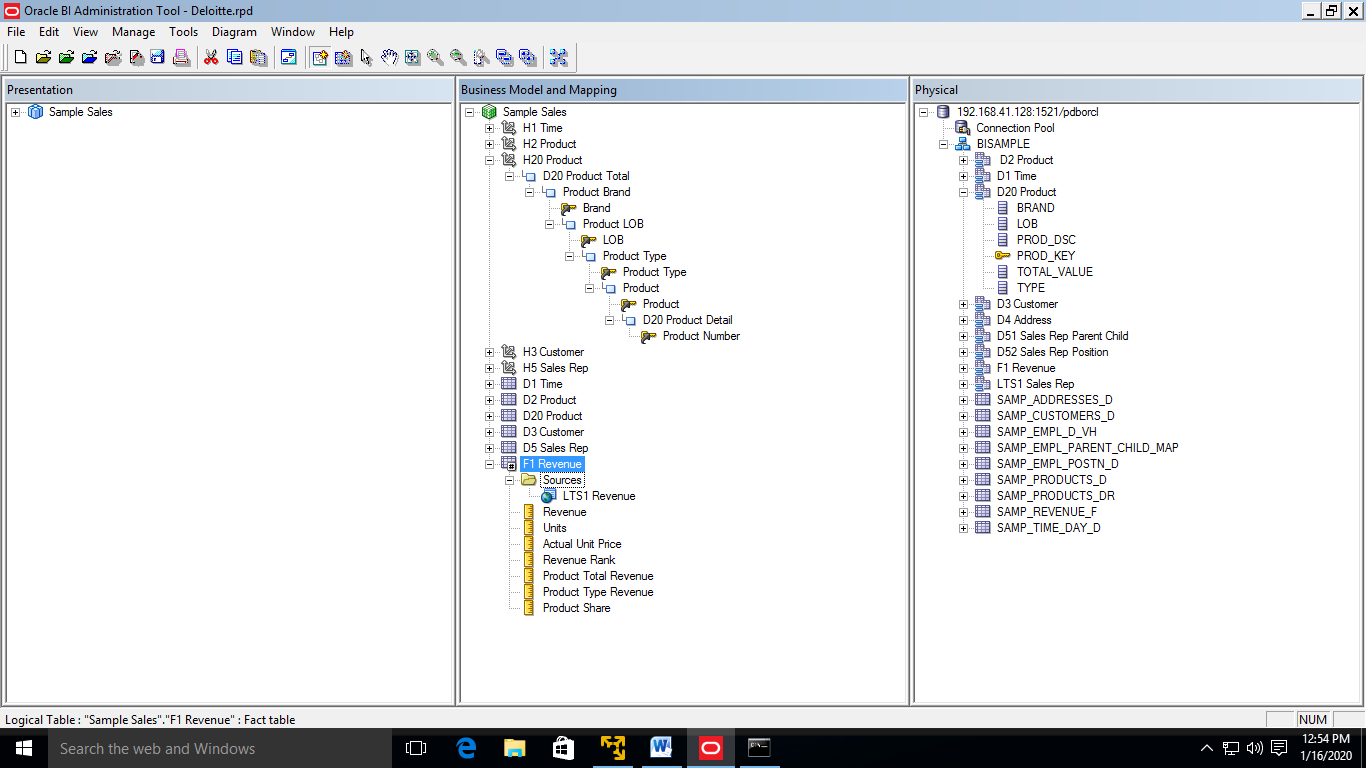 Oracle BI Administration Tool - Deloitte.rpd
File Edit View Manage Tools Diagram Window Help
Presentation
Sample Sales
Business Model and Mapping
Sample Sales
H1 Time
H2 Product
H20 Product
D20 Product Total
Product Brand
Brand
Product LOB
LOB
Product Type
Product Type
Product
Product
D20 Product Detail
Product Number
H3 Customer
H5 Sales Rep
D1 Time
D2 Product
D20 Product
D3 Customer
D5 Sales Rep
F1 Revenue
Sources
LTS1 Revenue
Revenue
Units
Actual Unit Price
Revenue Rank
Product Total Revenue
Product Type Revenue
Product Share
Physical
192.168.41.128:1521/pdborcl
Connection Pool
BISAMPLE
D2 Product
D1 Time
D20 Product
BRAND
LOB
PROD_DSC
PROD_KEY
TOTAL_VALUE
TYPE
D3 Customer
D4 Address
D51 Sales Rep Parent Child
D52 Sales Rep Position
F1 Revenue
LTS1 Sales Rep
SAMP_ADDRESSES_D
SAMP_CUSTOMERS_D
SAMP_EMPL_D_VH
SAMP_EMPL_PARENT_CHILD_MAP
SAMP_EMPL_POSTN_D
SAMP_PRODUCTS_D
SAMP_PRODUCTS_DR
SAMP_REVENUE_F
SAMP_TIME_DAY_D
Logical Table : "Sample Sales"."F1 Revenue" : Fact table
NUM
Search the web and Windows
12:54 PM
1/16/2020